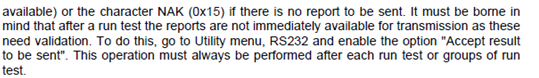 available) or the character NAK (0x15) if there is no report to be sent. It must be borne in
mind that after a run test the reports are not immediately available for transmission as these
need validation. To do this, go to Utility menu, RS232 and enable the option "Accept result
to be sent". This operation must always be performed after each run test or groups of run
test.